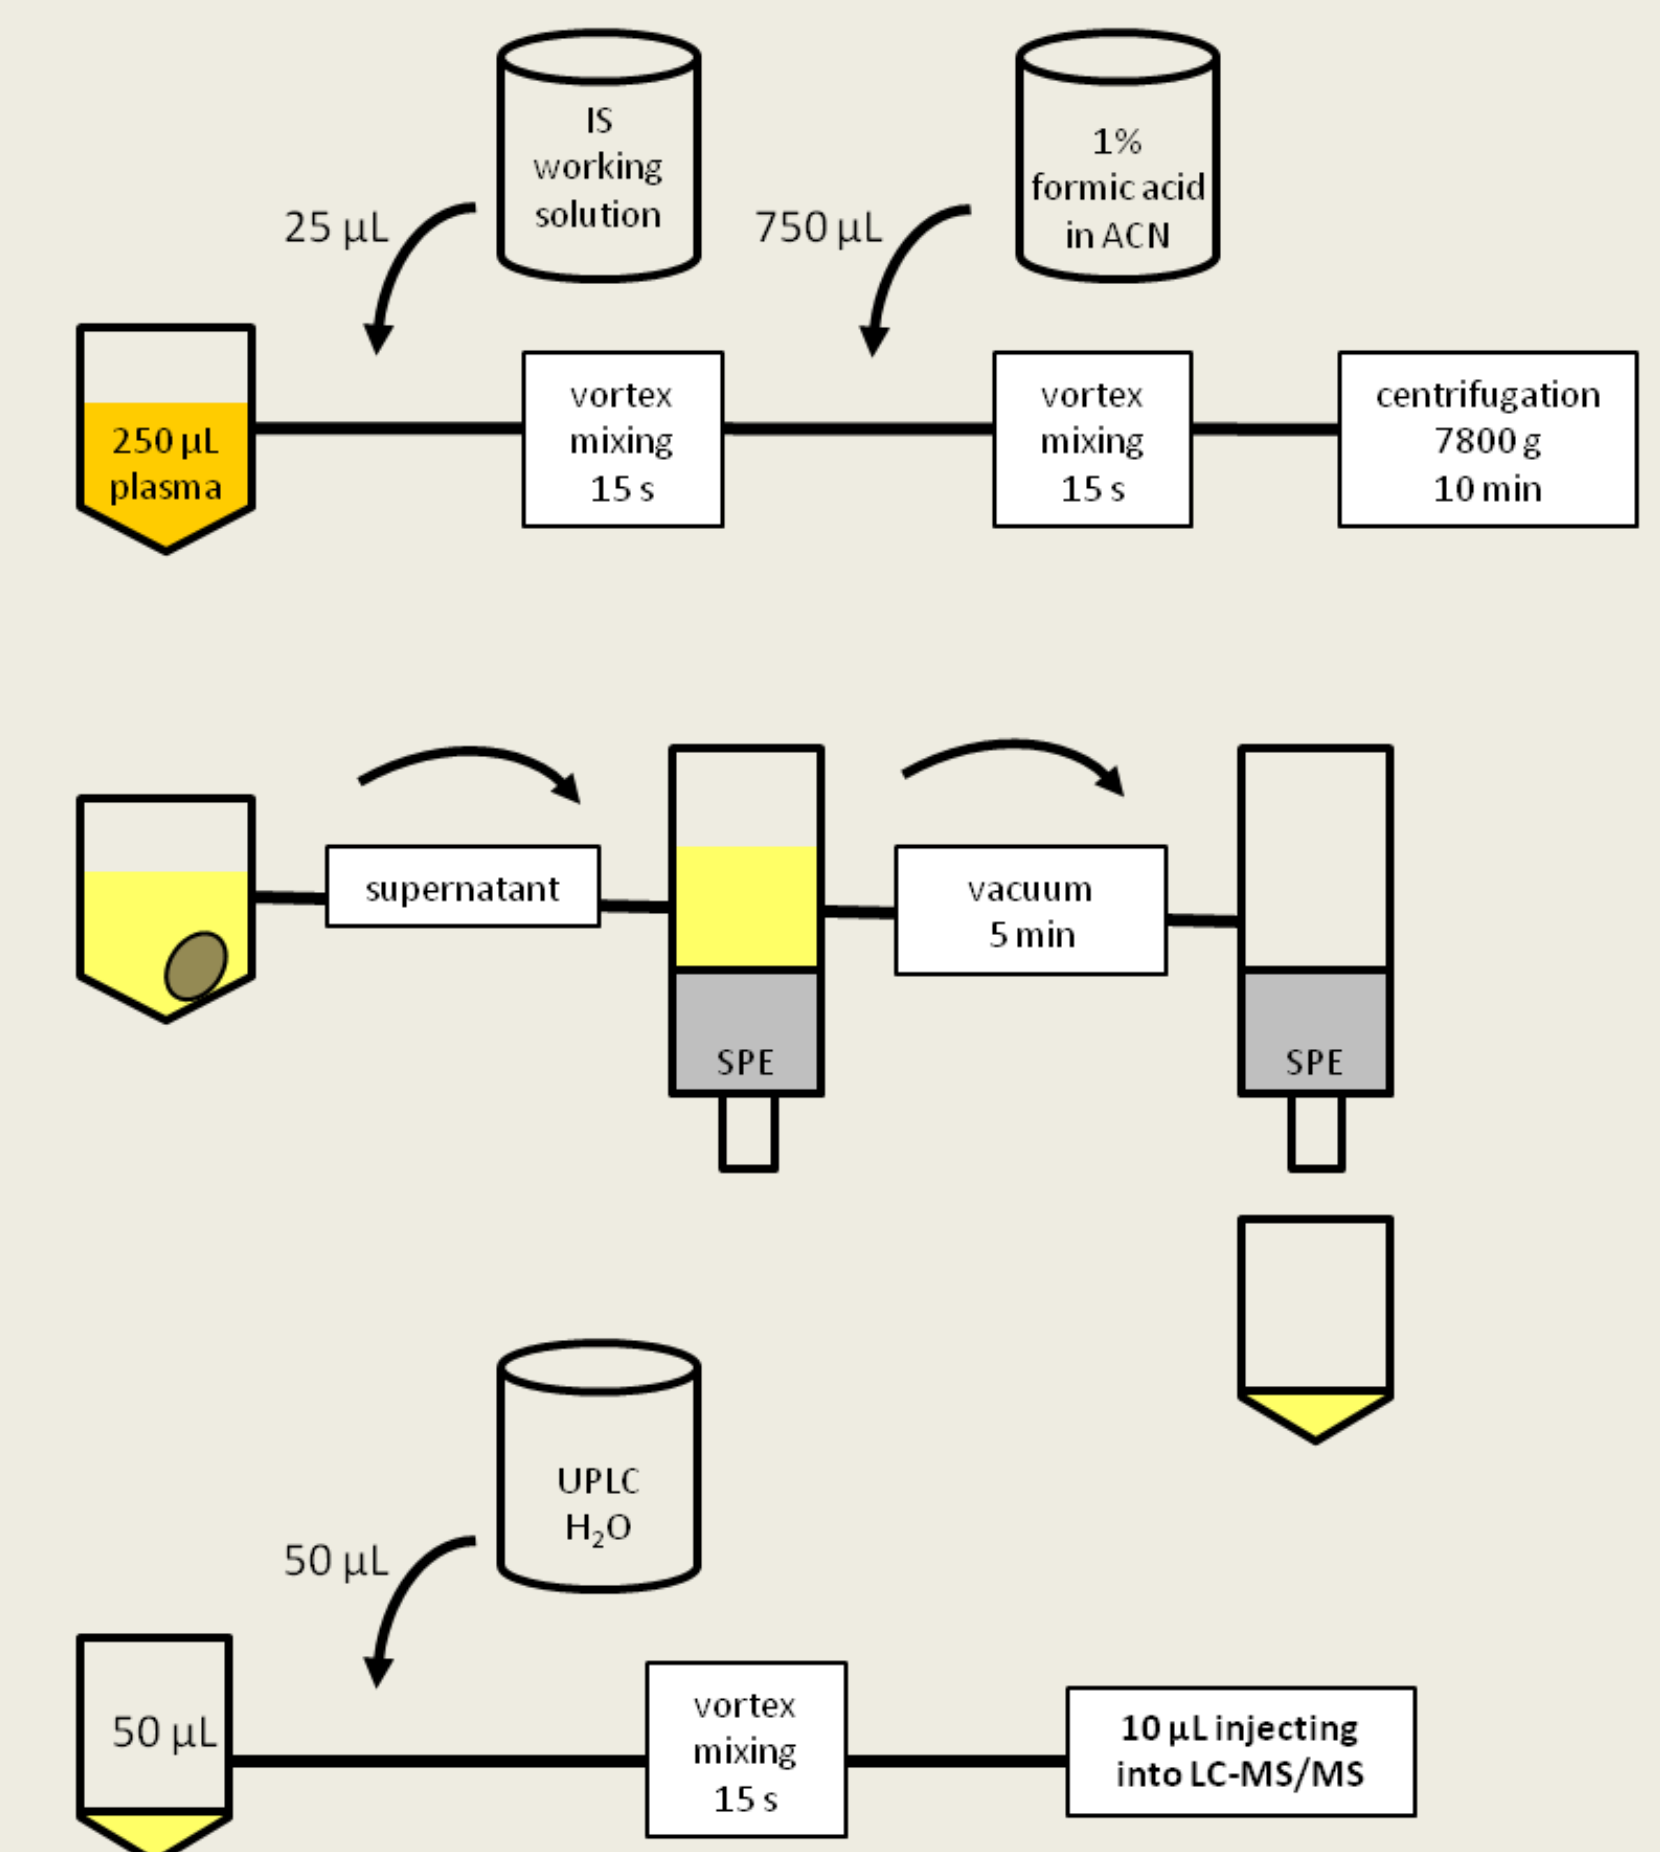 IS
working
solution
1%
formic acid
in ACN
25 µL
750 µL
250 µL
plasma
vortex
mixing
15 s
vortex
mixing
15 s
centrifugation
7800 g
10 min
supernatant
vacuum
5 min
SPE
SPE
UPLC
H₂O
50 µL
50 µL
vortex
mixing
15 s
10 µL injecting
into LC-MS/MS